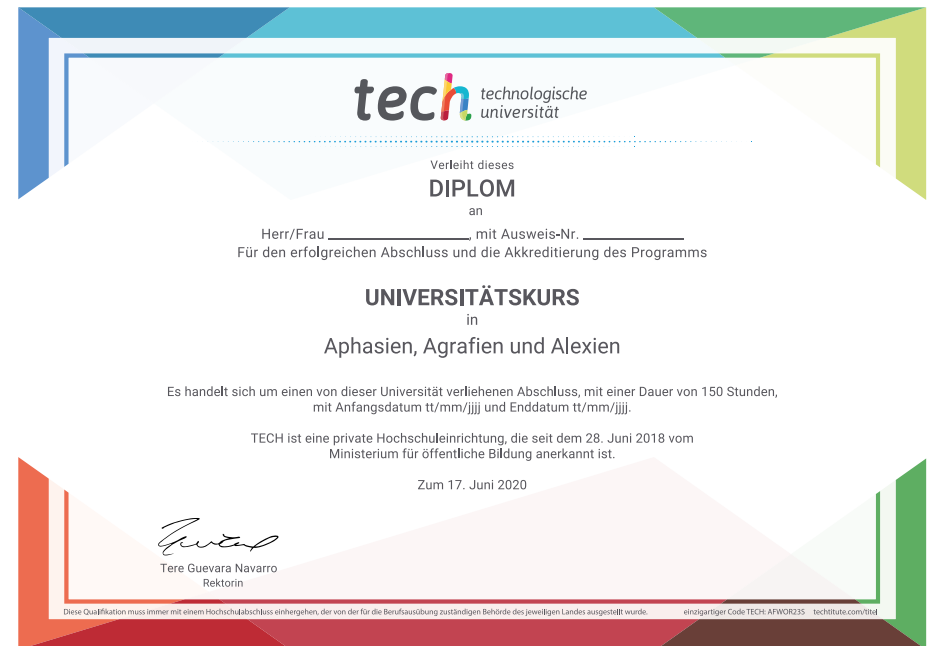 tech technologische
universität
Verleiht dieses
DIPLOM
an
Herr/Frau ____________________, mit Ausweis-Nr. ______________
Für den erfolgreichen Abschluss und die Akkreditierung des Programms
UNIVERSITÄTSKURS
in
Aphasien, Agrafien und Alexien
Es handelt sich um einen von dieser Universität verliehenen Abschluss, mit einer Dauer von 150 Stunden,
mit Anfangsdatum tt/mm/jjjj und Enddatum tt/mm/jjjj.
TECH ist eine private Hochschuleinrichtung, die seit dem 28. Juni 2018 vom
Ministerium für öffentliche Bildung anerkannt ist.
Zum 17. Juni 2020
Tere Guevara Navarro
Rektorin
Diese Qualifikation muss immer mit einem Hochschulabschluss einhergehen, der von der für die Berufsausübung zuständigen Behörde des jeweiligen Landes ausgestellt wurde. einzigartiger Code TECH: AFWOR235 techtitute.com/titel